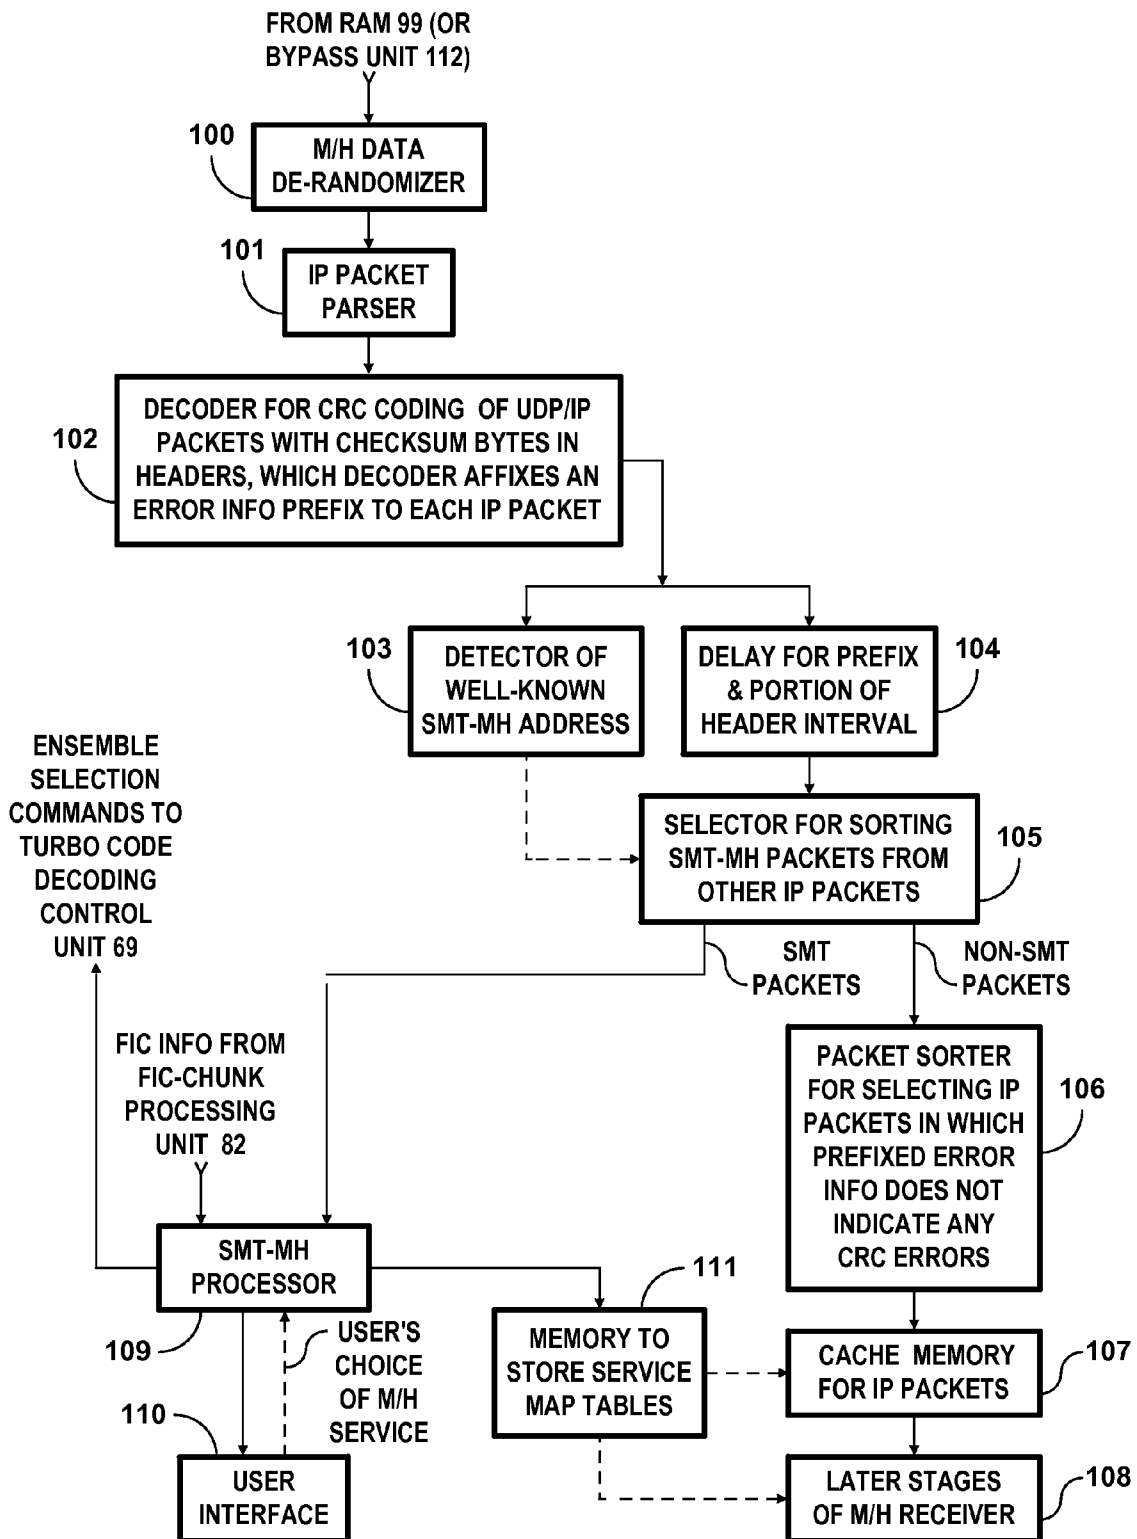 FROM RAM 99 (OR
BYPASS UNIT 112)
100
M/H DATA
DE-RANDOMIZER
101
IP PACKET
PARSER
102
DECODER FOR CRC CODING OF UDP/IP
PACKETS WITH CHECKSUM BYTES IN
HEADERS, WHICH DECODER AFFIXES AN
ERROR INFO PREFIX TO EACH IP PACKET
103
DETECTOR OF
WELL-KNOWN
SMT-MH ADDRESS
DELAY FOR PREFIX
& PORTION OF
HEADER INTERVAL
104
ENSEMBLE
SELECTION
COMMANDS TO
TURBO CODE
DECODING
CONTROL
UNIT 69
SELECTOR FOR SORTING
SMT-MH PACKETS FROM
OTHER IP PACKETS
105
SMT
PACKETS
NON-SMT
PACKETS
FIC INFO FROM
FIC-CHUNK
PROCESSING
UNIT 82
PACKET SORTER
FOR SELECTING IP
PACKETS IN WHICH
PREFIXED ERROR
INFO DOES NOT
INDICATE ANY
CRC ERRORS
106
SMT-MH
PROCESSOR
109
111
USER'S
CHOICE
OF M/H
SERVICE
MEMORY TO
STORE SERVICE
MAP TABLES
CACHE MEMORY
FOR IP PACKETS
107
110
USER
INTERFACE
LATER STAGES
OF M/H RECEIVER
108